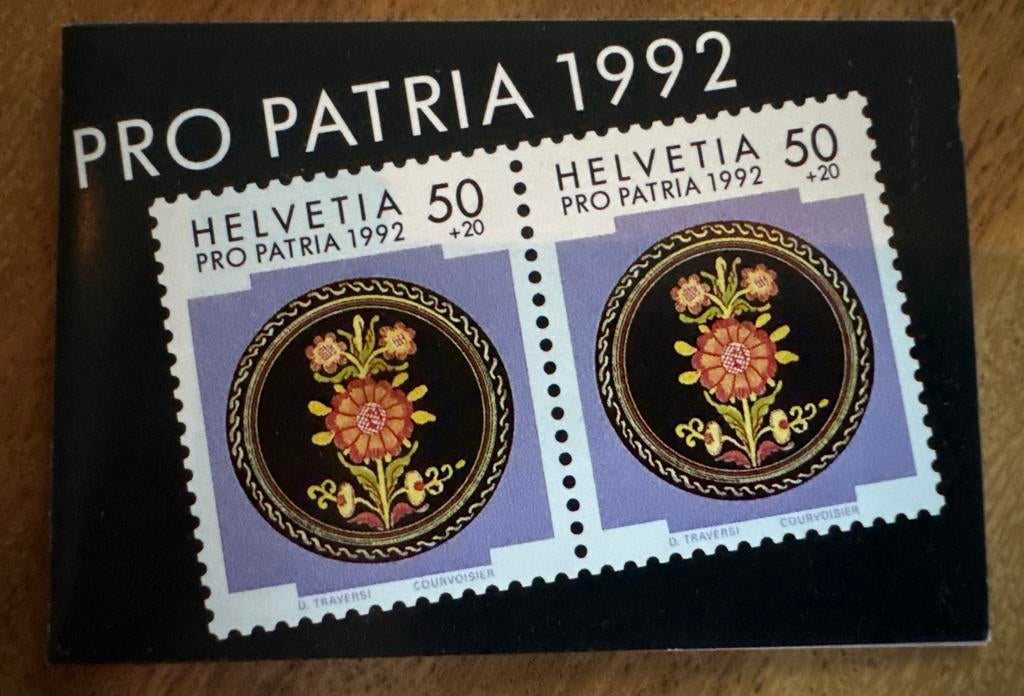 PRO PATRIA 1992
HELVETIA 50
+20
PRO PATRIA 1992
D. TRAVERSI COURVOISIER
HELVETIA 50
+20
PRO PATRIA 1992
D. TRAVERSI COURVOISIER